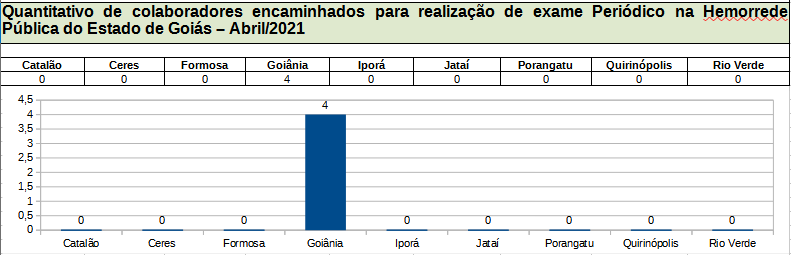 Quantitativo de colaboradores encaminhados para realização de exame Periódico na Hemorrede
Pública do Estado de Goiás – Abril/2021
Catalão Ceres Formosa Goiânia Iporá Jataí Porangatu Quirinópolis Rio Verde
0 0 0 4 0 0 0 0 0
4,5
4
3,5
3
2,5
2
1,5
1
0,5
0
0 0 0 4 0 0 0 0 0
Catalão Ceres Formosa Goiânia Iporá Jataí Porangatu Quirinópolis Rio Verde